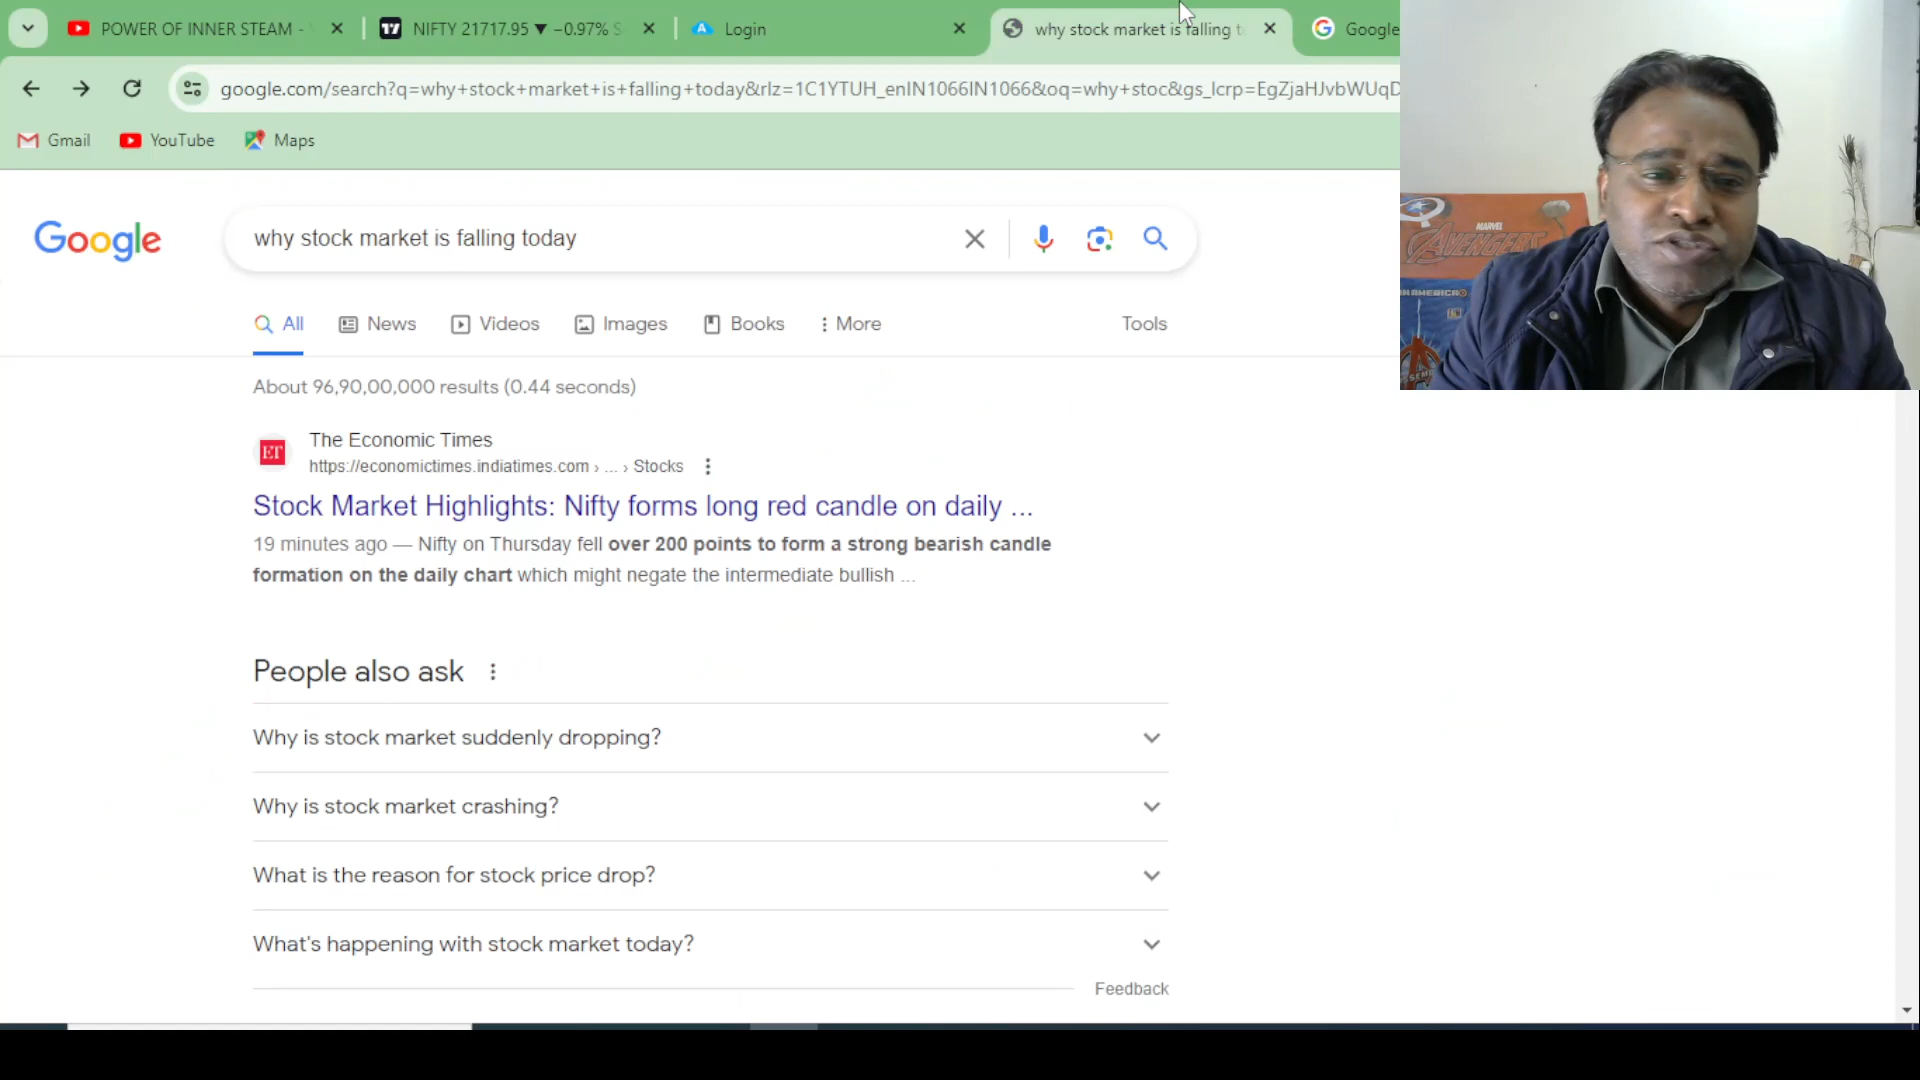 POWER OF INNER STEAM -
NIFTY 21717.95 ▼ −0.97%
Login
why stock market is falling t
Google
google.com/search?q=why+stock+market+is+falling+today&rlz=1C1YTUH_enIN1066IN1066&oq=why+stoc&gs_lcrp=EgZjaHJvbWUqD
Gmail
YouTube
Maps
Google
why stock market is falling today
All
News
Videos
Images
Books
More
Tools
About 96,90,00,000 results (0.44 seconds)
ET
The Economic Times
https://economictimes.indiatimes.com › ... › Stocks
Stock Market Highlights: Nifty forms long red candle on daily ...
19 minutes ago — Nifty on Thursday fell over 200 points to form a strong bearish candle
formation on the daily chart which might negate the intermediate bullish ...
People also ask
Why is stock market suddenly dropping?
Why is stock market crashing?
What is the reason for stock price drop?
What's happening with stock market today?
Feedback
MARVEL
AVENGERS